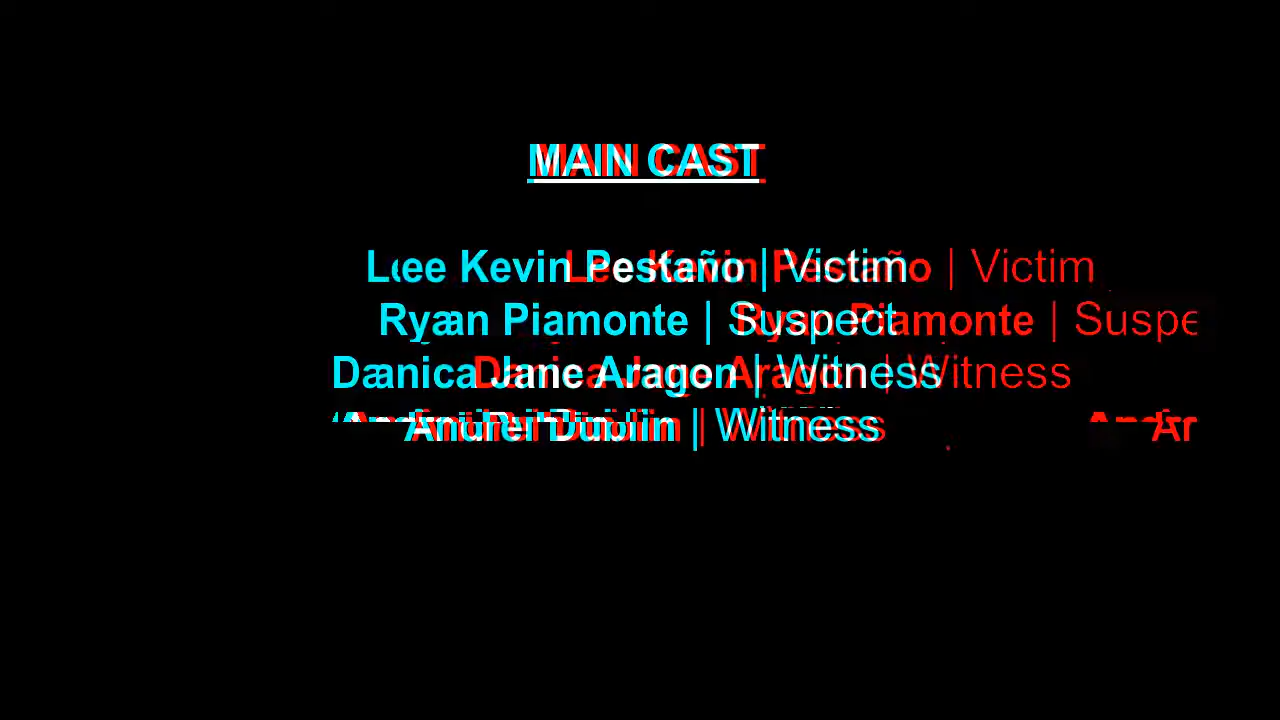 MAIN CAST
Lee Kevin Pestaño | Victim
Ryan Piamonte | Suspect
Danica Jane Aragon | Witness
Andrei Dublin | Witness